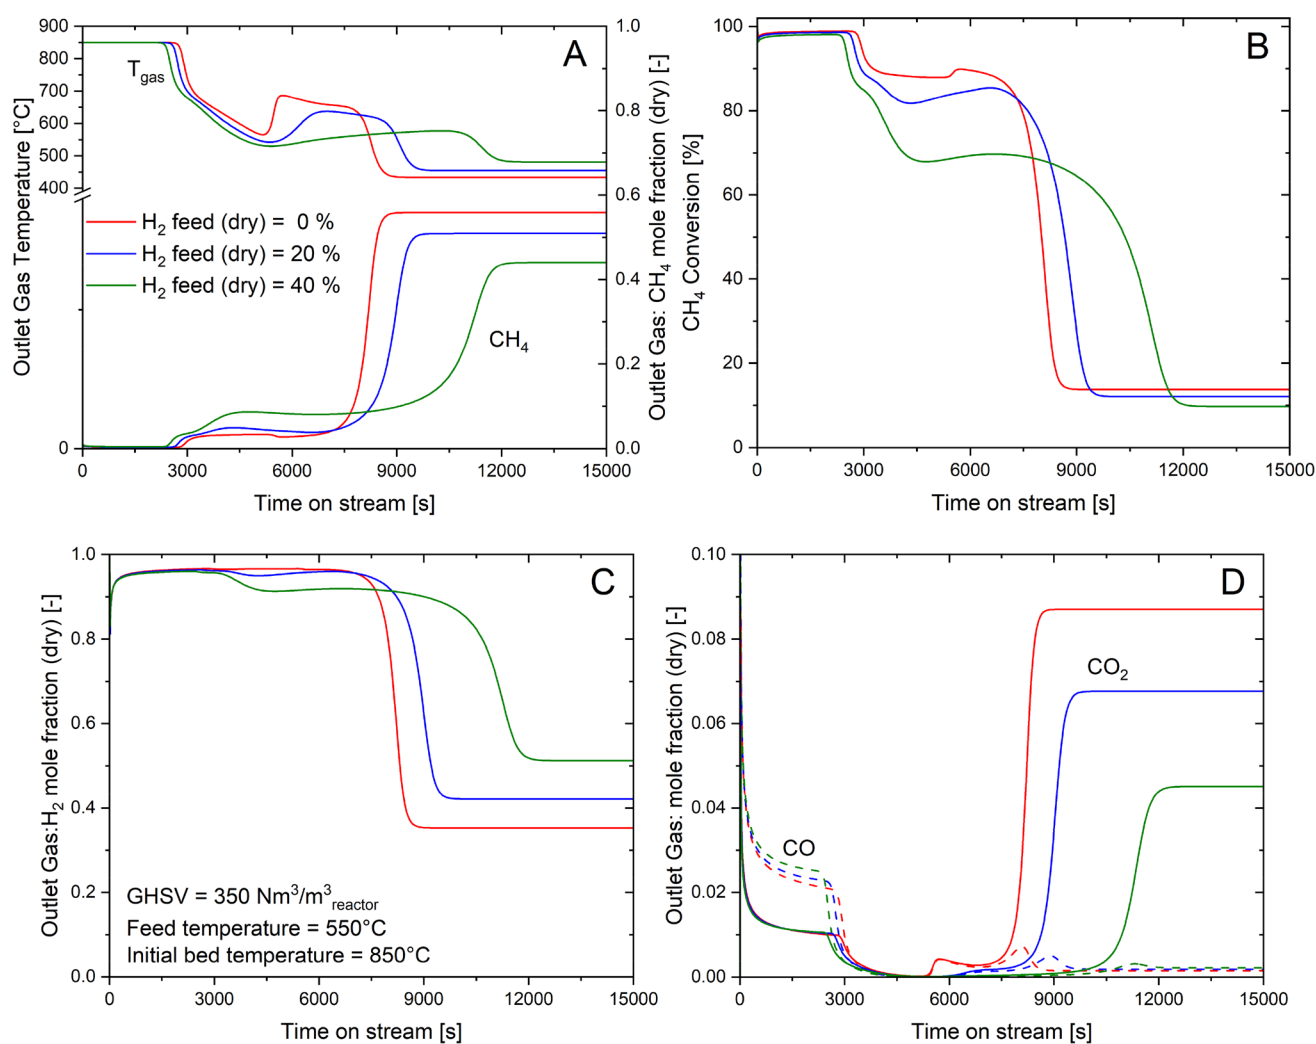 A
T_gas
H₂ feed (dry) = 0 %
H₂ feed (dry) = 20 %
H₂ feed (dry) = 40 %
CH₄
Outlet Gas Temperature [°C]
900
850
800
750
700
650
600
550
500
450
400
0
Outlet Gas: CH₄ mole fraction (dry) [-]
1.0
0.8
0.6
0.4
0.2
0.0
0 3000 6000 9000 12000 15000
Time on stream [s]
B
CH₄ Conversion [%]
100
80
60
40
20
0
0 3000 6000 9000 12000 15000
Time on stream [s]
C
Outlet Gas:H₂ mole fraction (dry) [-]
1.0
0.8
0.6
0.4
0.2
0.0
GHSV = 350 Nm³/m³_reactor
Feed temperature = 550°C
Initial bed temperature = 850°C
0 3000 6000 9000 12000 15000
Time on stream [s]
D
CO₂
CO
Outlet Gas: mole fraction (dry) [-]
0.10
0.08
0.06
0.04
0.02
0.00
0 3000 6000 9000 12000 15000
Time on stream [s]